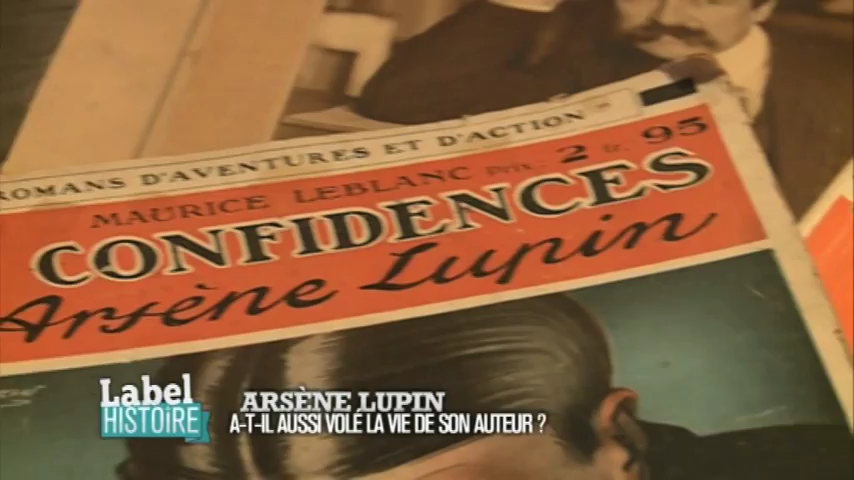 ROMANS D'AVENTURES ET D'ACTION
MAURICE LEBLANC Prix: 2 fr. 95
CONFIDENCES
Arsène Lupin
Label
HISTOIRE
ARSÈNE LUPIN
A-T-IL AUSSI VOLÉ LA VIE DE SON AUTEUR ?